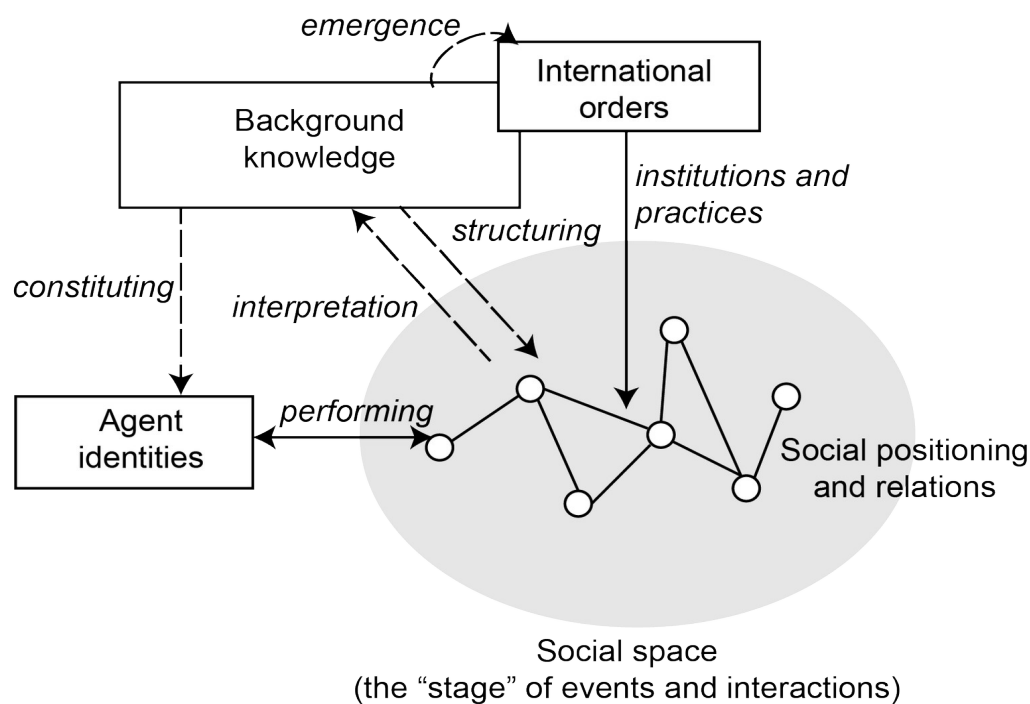 emergence
International
orders
Background
knowledge
institutions and
practices
structuring
constituting
interpretation
Agent
identities
performing
Social positioning
and relations
Social space
(the “stage” of events and interactions)